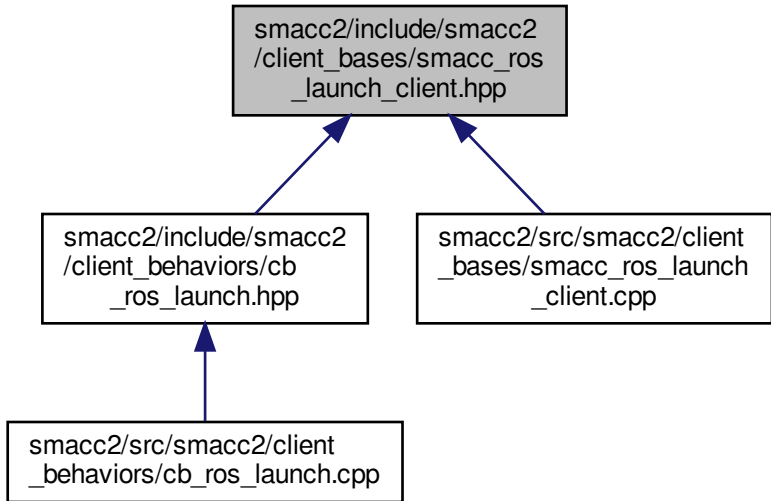 smacc2/include/smacc2
/client_bases/smacc_ros
_launch_client.hpp
smacc2/include/smacc2
/client_behaviors/cb
_ros_launch.hpp
smacc2/src/smacc2/client
_bases/smacc_ros_launch
_client.cpp
smacc2/src/smacc2/client
_behaviors/cb_ros_launch.cpp